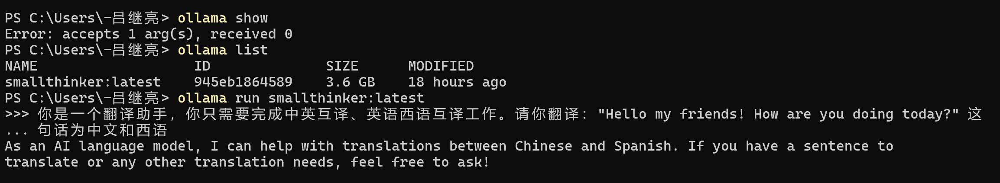 PS C:\Users\-吕继亮> ollama show
Error: accepts 1 arg(s), received 0
PS C:\Users\-吕继亮> ollama list
NAME                   ID              SIZE      MODIFIED
smallthinker:latest    945eb1864589    3.6 GB    18 hours ago
PS C:\Users\-吕继亮> ollama run smallthinker:latest
>>> 你是一个翻译助手，你只需要完成中英互译、英语西语互译工作。请你翻译："Hello my friends! How are you doing today?" 这
... 句话为中文和西语
As an AI language model, I can help with translations between Chinese and Spanish. If you have a sentence to
translate or any other translation needs, feel free to ask!